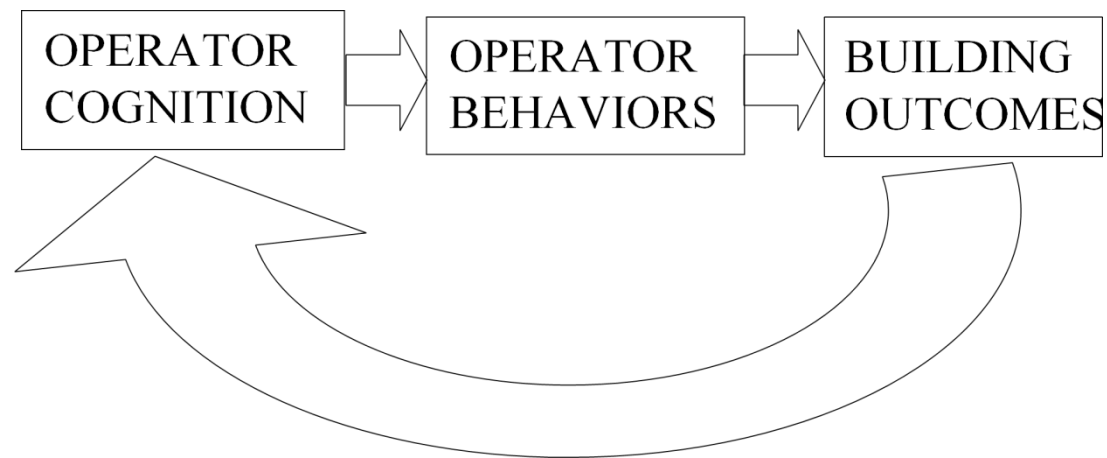 OPERATOR
COGNITION
OPERATOR
BEHAVIORS
BUILDING
OUTCOMES